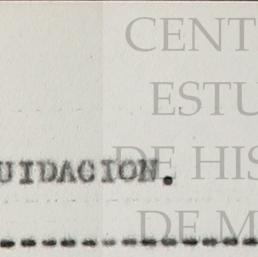 CENT
ESTU
DE HIS
UIDACION.
DE M